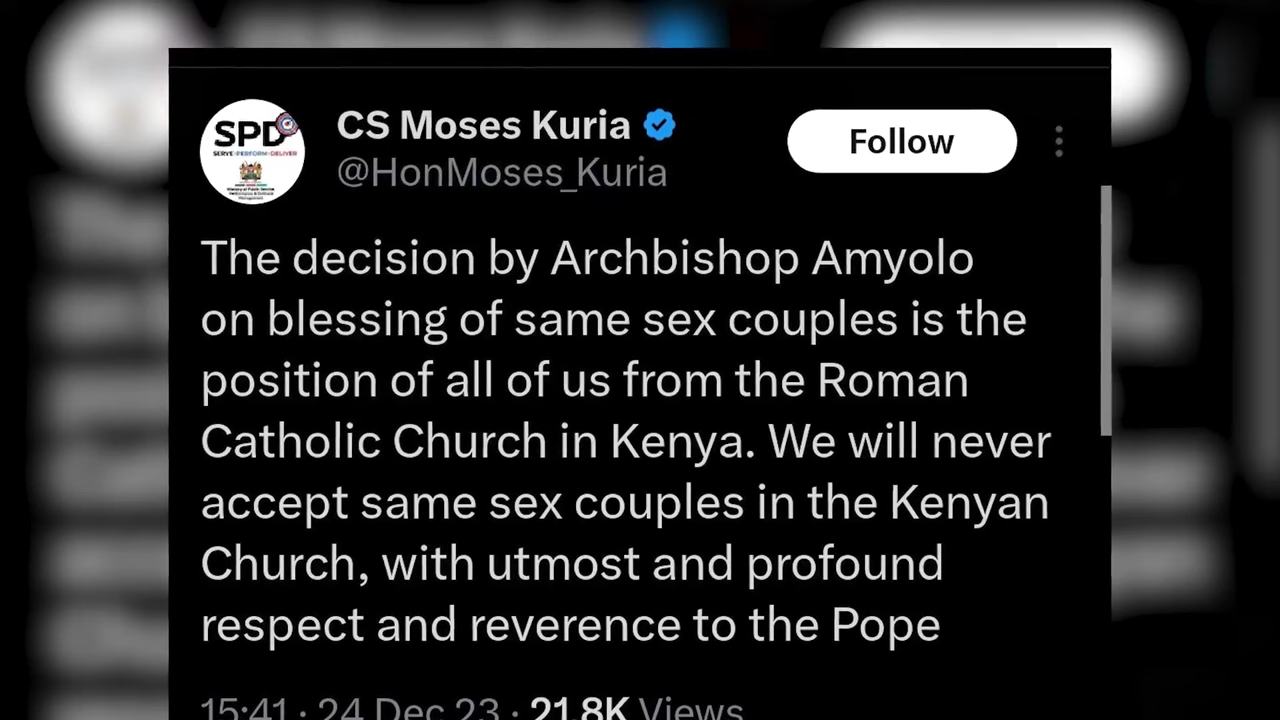 SPD
SERVE-PERFORM-DELIVER
CS Moses Kuria
@HonMoses_Kuria
Follow
The decision by Archbishop Amyolo
on blessing of same sex couples is the
position of all of us from the Roman
Catholic Church in Kenya. We will never
accept same sex couples in the Kenyan
Church, with utmost and profound
respect and reverence to the Pope
15:41 · 24 Dec 23 · 21.8K Views